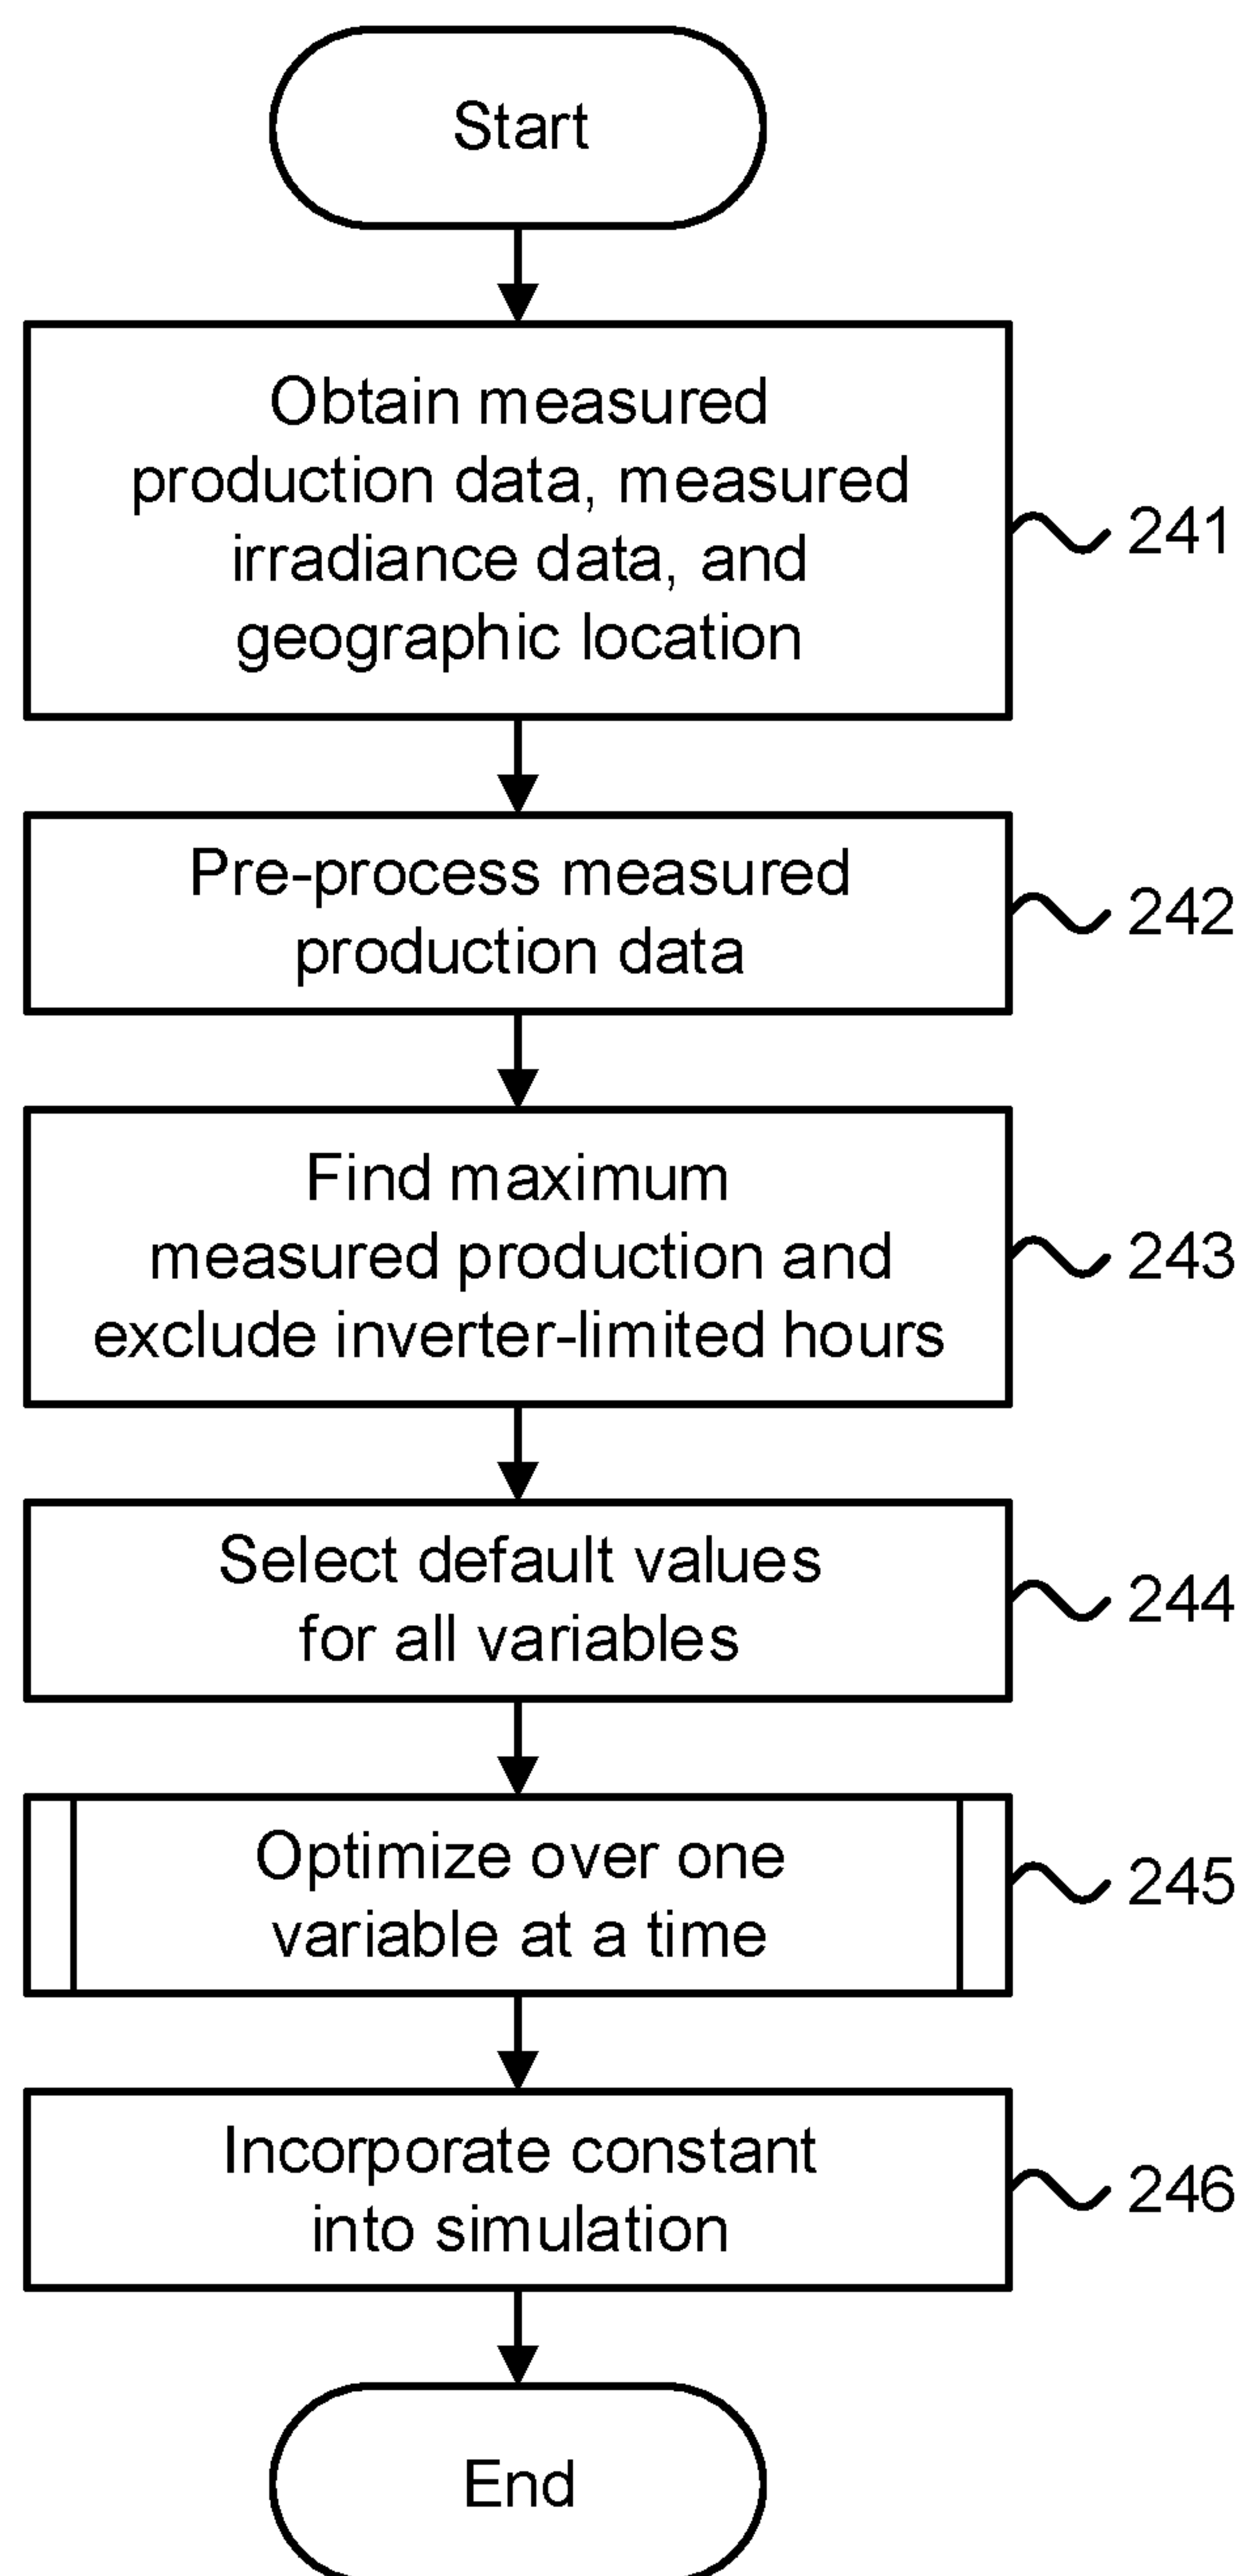 Start
Obtain measured
production data, measured
irradiance data, and
geographic location
241
Pre-process measured
production data
242
Find maximum
measured production and
exclude inverter-limited hours
243
Select default values
for all variables
244
Optimize over one
variable at a time
245
Incorporate constant
into simulation
246
End